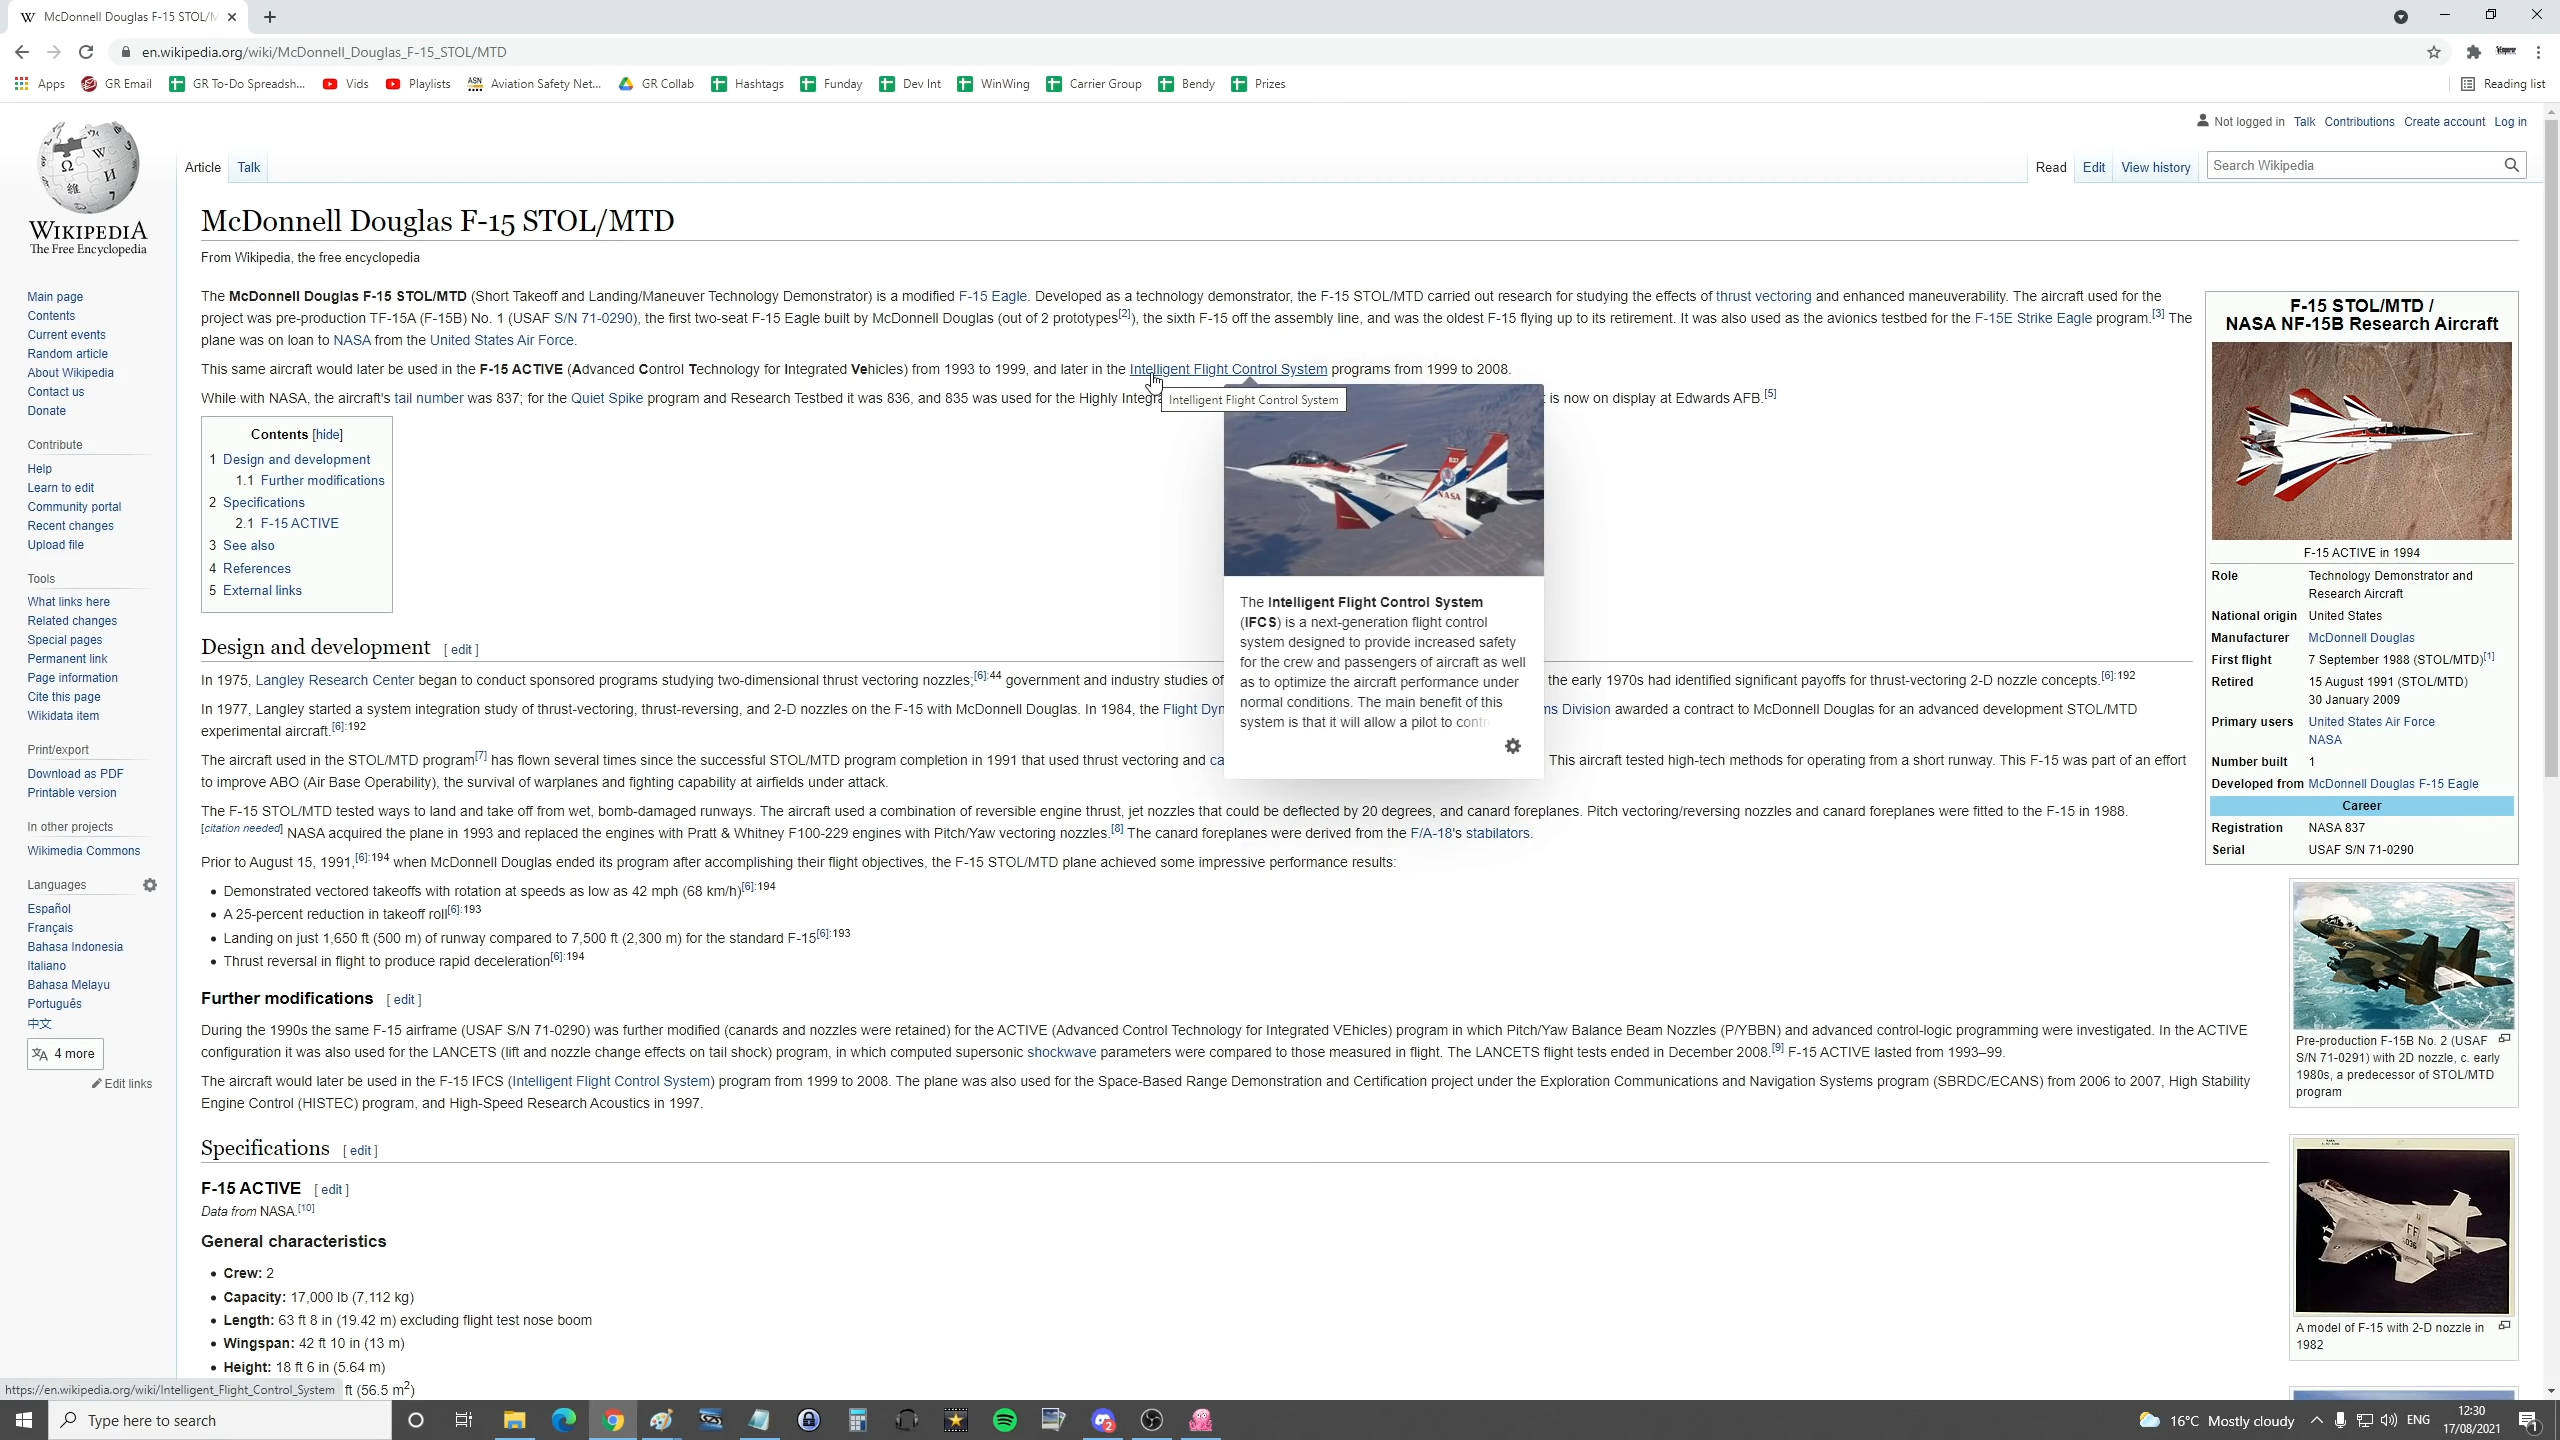 McDonnell Douglas F-15 STOL/M
en.wikipedia.org/wiki/McDonnell_Douglas_F-15_STOL/MTD
Apps GR Email GR To-Do Spreadsh... Vids Playlists Aviation Safety Net... GR Collab Hashtags Funday Dev Int WinWing Carrier Group Bendy Prizes Reading list
Not logged in Talk Contributions Create account Log in
Article Talk Read Edit View history Search Wikipedia
WIKIPEDIA
The Free Encyclopedia
Main page
Contents
Current events
Random article
About Wikipedia
Contact us
Donate
Contribute
Help
Learn to edit
Community portal
Recent changes
Upload file
Tools
What links here
Related changes
Special pages
Permanent link
Page information
Cite this page
Wikidata item
Print/export
Download as PDF
Printable version
In other projects
Wikimedia Commons
Languages
Español
Français
Bahasa Indonesia
Italiano
Bahasa Melayu
Português
中文
4 more
Edit links
McDonnell Douglas F-15 STOL/MTD
From Wikipedia, the free encyclopedia
The McDonnell Douglas F-15 STOL/MTD (Short Takeoff and Landing/Maneuver Technology Demonstrator) is a modified F-15 Eagle. Developed as a technology demonstrator, the F-15 STOL/MTD carried out research for studying the effects of thrust vectoring and enhanced maneuverability. The aircraft used for the
project was pre-production TF-15A (F-15B) No. 1 (USAF S/N 71-0290), the first two-seat F-15 Eagle built by McDonnell Douglas (out of 2 prototypes[2]), the sixth F-15 off the assembly line, and was the oldest F-15 flying up to its retirement. It was also used as the avionics testbed for the F-15E Strike Eagle program.[3] The
plane was on loan to NASA from the United States Air Force.
This same aircraft would later be used in the F-15 ACTIVE (Advanced Control Technology for Integrated Vehicles) from 1993 to 1999, and later in the Intelligent Flight Control System programs from 1999 to 2008.
While with NASA, the aircraft's tail number was 837; for the Quiet Spike program and Research Testbed it was 836, and 835 was used for the Highly Integra is now on display at Edwards AFB.[5]
Intelligent Flight Control System
Contents [hide]
1 Design and development
1.1 Further modifications
2 Specifications
2.1 F-15 ACTIVE
3 See also
4 References
5 External links
837
NASA
The Intelligent Flight Control System
(IFCS) is a next-generation flight control
system designed to provide increased safety
for the crew and passengers of aircraft as well
as to optimize the aircraft performance under
normal conditions. The main benefit of this
system is that it will allow a pilot to contr
Design and development [ edit ]
In 1975, Langley Research Center began to conduct sponsored programs studying two-dimensional thrust vectoring nozzles;[6]:44 government and industry studies of the early 1970s had identified significant payoffs for thrust-vectoring 2-D nozzle concepts.[6]:192
In 1977, Langley started a system integration study of thrust-vectoring, thrust-reversing, and 2-D nozzles on the F-15 with McDonnell Douglas. In 1984, the Flight Dyn ms Division awarded a contract to McDonnell Douglas for an advanced development STOL/MTD
experimental aircraft.[6]:192
The aircraft used in the STOL/MTD program[7] has flown several times since the successful STOL/MTD program completion in 1991 that used thrust vectoring and ca This aircraft tested high-tech methods for operating from a short runway. This F-15 was part of an effort
to improve ABO (Air Base Operability), the survival of warplanes and fighting capability at airfields under attack.
The F-15 STOL/MTD tested ways to land and take off from wet, bomb-damaged runways. The aircraft used a combination of reversible engine thrust, jet nozzles that could be deflected by 20 degrees, and canard foreplanes. Pitch vectoring/reversing nozzles and canard foreplanes were fitted to the F-15 in 1988.
[citation needed] NASA acquired the plane in 1993 and replaced the engines with Pratt & Whitney F100-229 engines with Pitch/Yaw vectoring nozzles.[8] The canard foreplanes were derived from the F/A-18's stabilators.
Prior to August 15, 1991,[6]:194 when McDonnell Douglas ended its program after accomplishing their flight objectives, the F-15 STOL/MTD plane achieved some impressive performance results:
• Demonstrated vectored takeoffs with rotation at speeds as low as 42 mph (68 km/h)[6]:194
• A 25-percent reduction in takeoff roll[6]:193
• Landing on just 1,650 ft (500 m) of runway compared to 7,500 ft (2,300 m) for the standard F-15[6]:193
• Thrust reversal in flight to produce rapid deceleration[6]:194
Further modifications [ edit ]
During the 1990s the same F-15 airframe (USAF S/N 71-0290) was further modified (canards and nozzles were retained) for the ACTIVE (Advanced Control Technology for Integrated VEhicles) program in which Pitch/Yaw Balance Beam Nozzles (P/YBBN) and advanced control-logic programming were investigated. In the ACTIVE
configuration it was also used for the LANCETS (lift and nozzle change effects on tail shock) program, in which computed supersonic shockwave parameters were compared to those measured in flight. The LANCETS flight tests ended in December 2008.[9] F-15 ACTIVE lasted from 1993–99.
The aircraft would later be used in the F-15 IFCS (Intelligent Flight Control System) program from 1999 to 2008. The plane was also used for the Space-Based Range Demonstration and Certification project under the Exploration Communications and Navigation Systems program (SBRDC/ECANS) from 2006 to 2007, High Stability
Engine Control (HISTEC) program, and High-Speed Research Acoustics in 1997.
Specifications [ edit ]
F-15 ACTIVE [ edit ]
Data from NASA.[10]
General characteristics
• Crew: 2
• Capacity: 17,000 lb (7,112 kg)
• Length: 63 ft 8 in (19.42 m) excluding flight test nose boom
• Wingspan: 42 ft 10 in (13 m)
• Height: 18 ft 6 in (5.64 m)
ft (56.5 m2)
F-15 STOL/MTD /
NASA NF-15B Research Aircraft
F-15 ACTIVE in 1994
Role Technology Demonstrator and
Research Aircraft
National origin United States
Manufacturer McDonnell Douglas
First flight 7 September 1988 (STOL/MTD)[1]
Retired 15 August 1991 (STOL/MTD)
30 January 2009
Primary users United States Air Force
NASA
Number built 1
Developed from McDonnell Douglas F-15 Eagle
Career
Registration NASA 837
Serial USAF S/N 71-0290
Pre-production F-15B No. 2 (USAF
S/N 71-0291) with 2D nozzle, c. early
1980s, a predecessor of STOL/MTD
program
FF
036
A model of F-15 with 2-D nozzle in
1982
https://en.wikipedia.org/wiki/Intelligent_Flight_Control_System
Type here to search
16°C Mostly cloudy ENG
12:30
17/08/2021